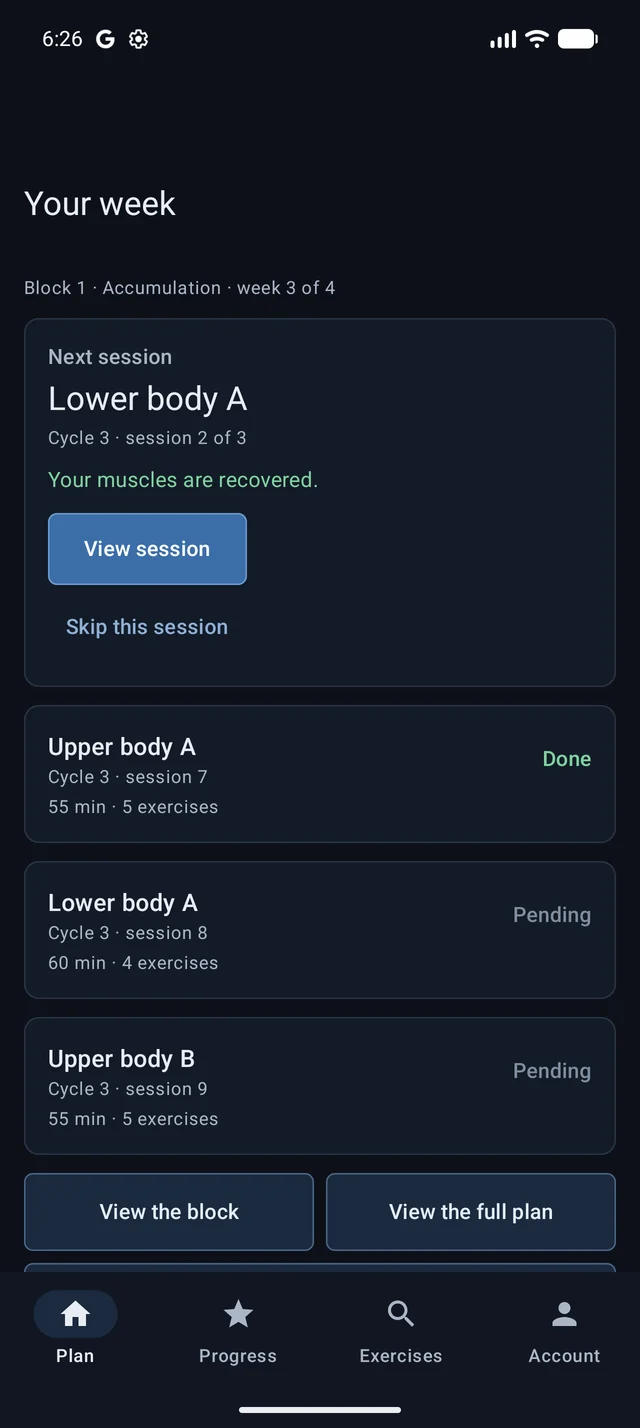 6:26
Your week
Block 1 · Accumulation · week 3 of 4
Next session
Lower body A
Cycle 3 · session 2 of 3
Your muscles are recovered.
View session
Skip this session
Upper body A
Done
Cycle 3 · session 7
55 min · 5 exercises
Lower body A
Pending
Cycle 3 · session 8
60 min · 4 exercises
Upper body B
Pending
Cycle 3 · session 9
55 min · 5 exercises
View the block
View the full plan
Plan
Progress
Exercises
Account